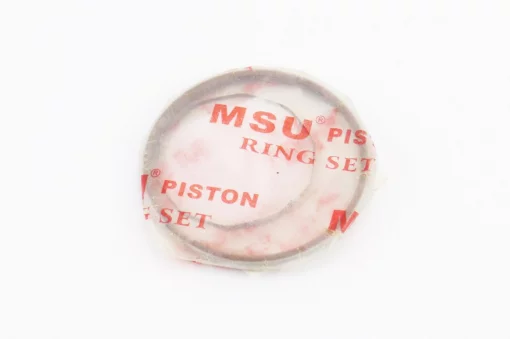 MSU® PISTON
RING SET
® PISTON
SET